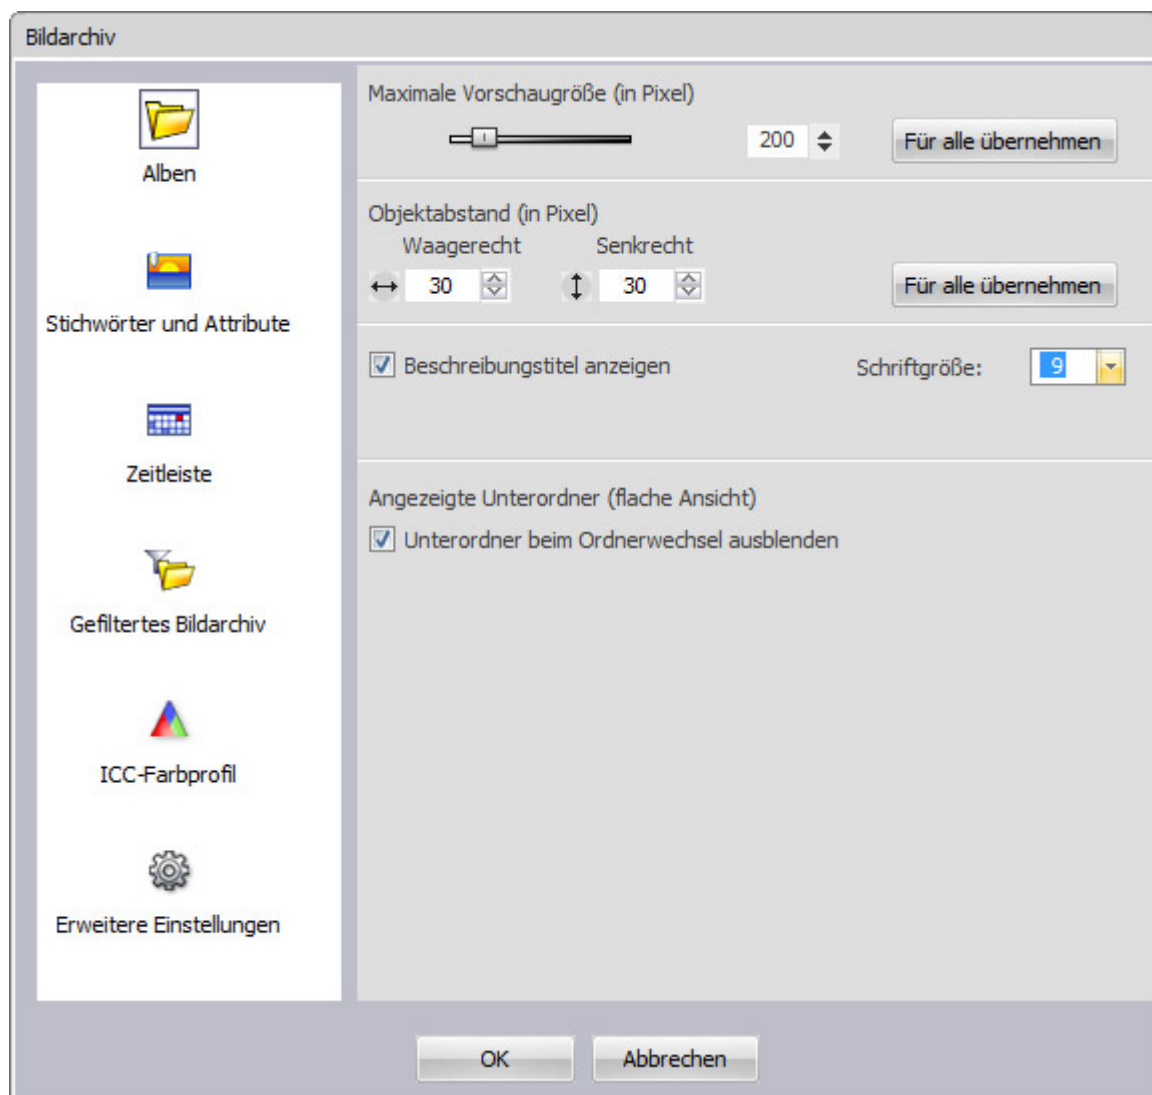 Bildarchiv
Alben
Stichwörter und Attribute
Zeitleiste
Gefiltertes Bildarchiv
ICC-Farbprofil
Erweitere Einstellungen
Maximale Vorschaugröße (in Pixel)
200 Für alle übernehmen
Objektabstand (in Pixel)
Waagerecht Senkrecht
30 30 Für alle übernehmen
Beschreibungstitel anzeigen Schriftgröße: 9
Angezeigte Unterordner (flache Ansicht)
Unterordner beim Ordnerwechsel ausblenden
OK Abbrechen